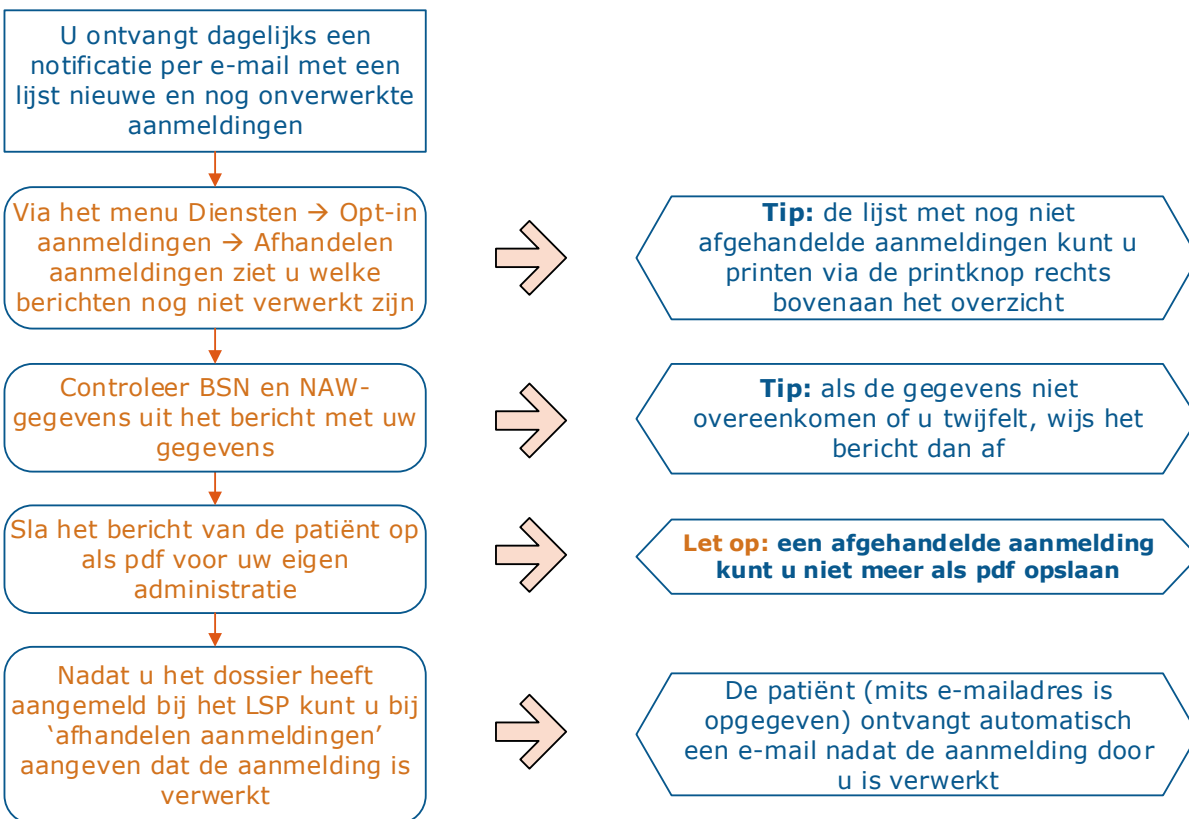 U ontvangt dagelijks een
notificatie per e-mail met een
lijst nieuwe en nog onverwerkte
aanmeldingen
Via het menu Diensten → Opt-in
aanmeldingen → Afhandelen
aanmeldingen ziet u welke
berichten nog niet verwerkt zijn
Tip: de lijst met nog niet
afgehandelde aanmeldingen kunt u
printen via de printknop rechts
bovenaan het overzicht
Controleer BSN en NAW-
gegevens uit het bericht met uw
gegevens
Tip: als de gegevens niet
overeenkomen of u twijfelt, wijs het
bericht dan af
Sla het bericht van de patiënt op
als pdf voor uw eigen
administratie
Let op: een afgehandelde aanmelding
kunt u niet meer als pdf opslaan
Nadat u het dossier heeft
aangemeld bij het LSP kunt u bij
‘afhandelen aanmeldingen’
aangeven dat de aanmelding is
verwerkt
De patiënt (mits e-mailadres is
opgegeven) ontvangt automatisch
een e-mail nadat de aanmelding door
u is verwerkt